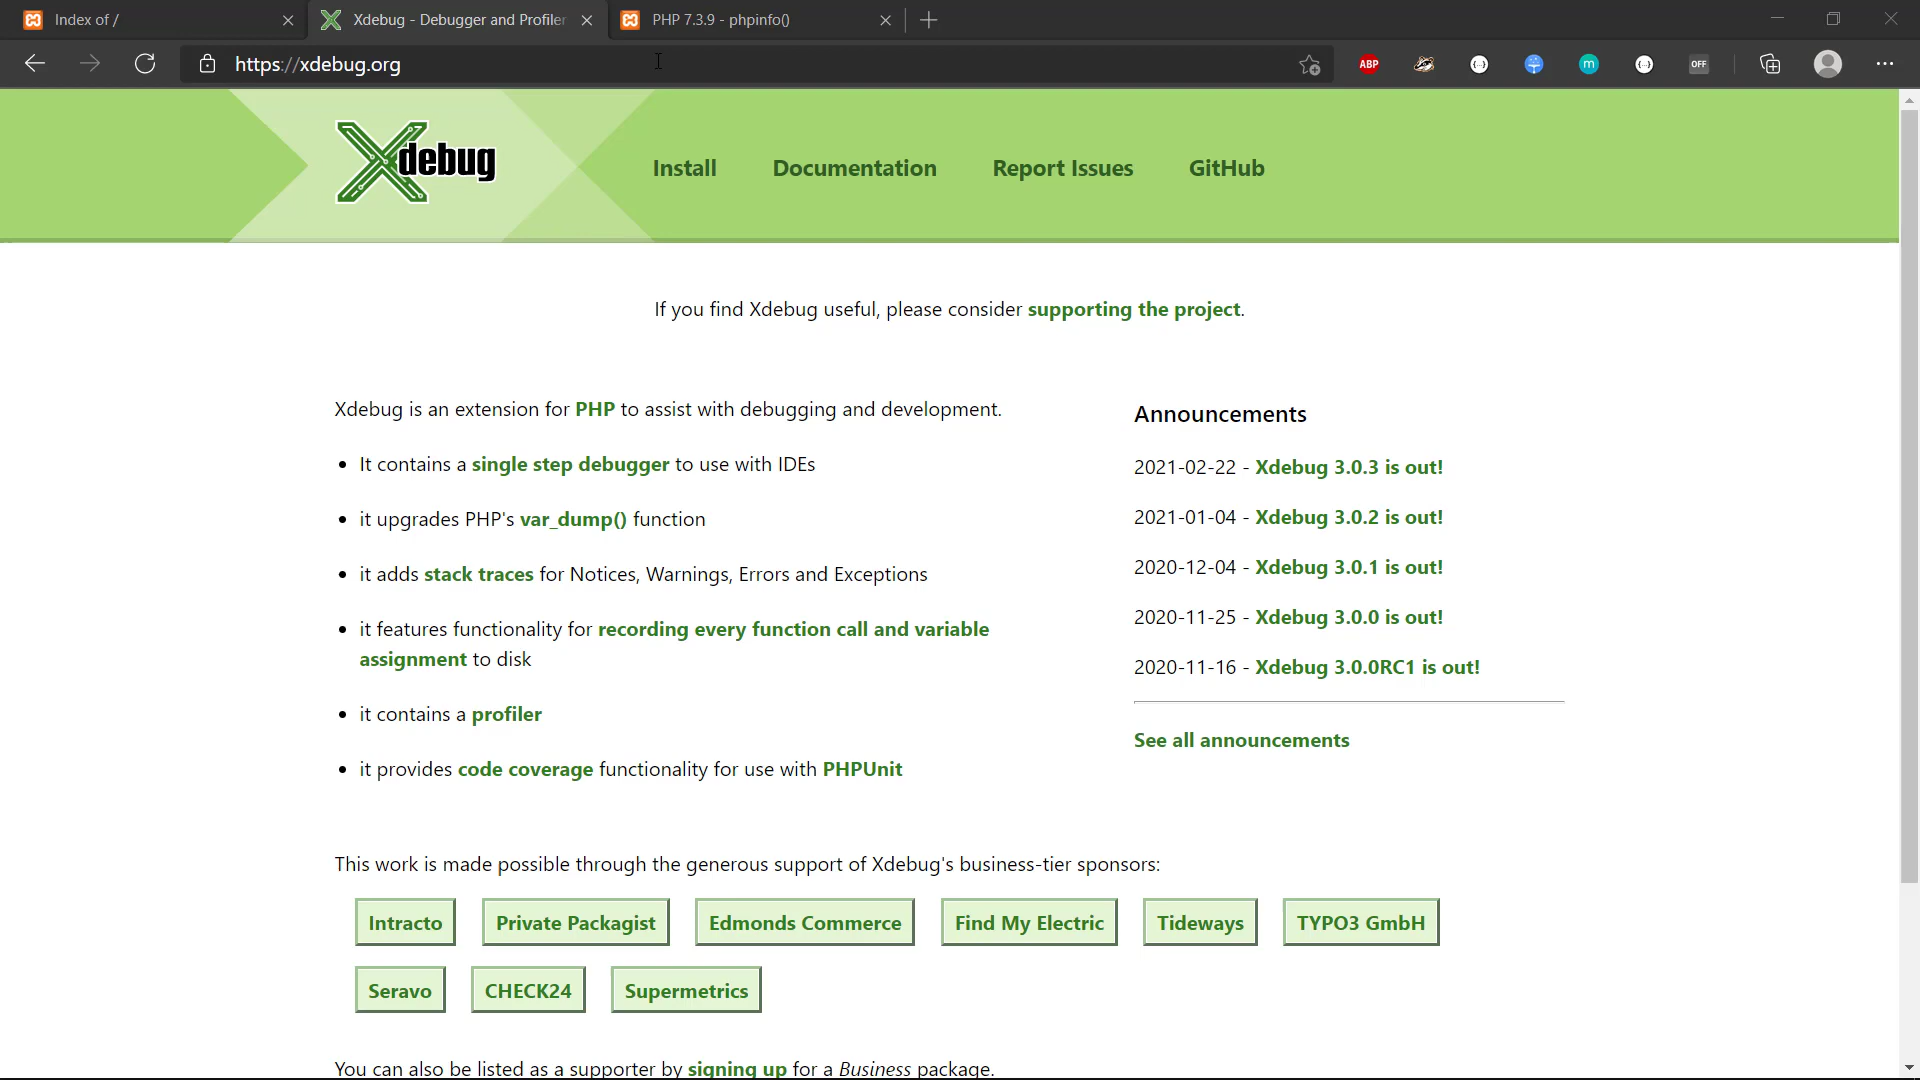 Index of /
Xdebug - Debugger and Profiler
PHP 7.3.9 - phpinfo()
https://xdebug.org
ABP
m
OFF
Xdebug
Install
Documentation
Report Issues
GitHub
If you find Xdebug useful, please consider supporting the project.
Xdebug is an extension for PHP to assist with debugging and development.
• It contains a single step debugger to use with IDEs
• it upgrades PHP's var_dump() function
• it adds stack traces for Notices, Warnings, Errors and Exceptions
• it features functionality for recording every function call and variable
assignment to disk
• it contains a profiler
• it provides code coverage functionality for use with PHPUnit
Announcements
2021-02-22 - Xdebug 3.0.3 is out!
2021-01-04 - Xdebug 3.0.2 is out!
2020-12-04 - Xdebug 3.0.1 is out!
2020-11-25 - Xdebug 3.0.0 is out!
2020-11-16 - Xdebug 3.0.0RC1 is out!
See all announcements
This work is made possible through the generous support of Xdebug's business-tier sponsors:
Intracto
Private Packagist
Edmonds Commerce
Find My Electric
Tideways
TYPO3 GmbH
Seravo
CHECK24
Supermetrics
You can also be listed as a supporter by signing up for a Business package.